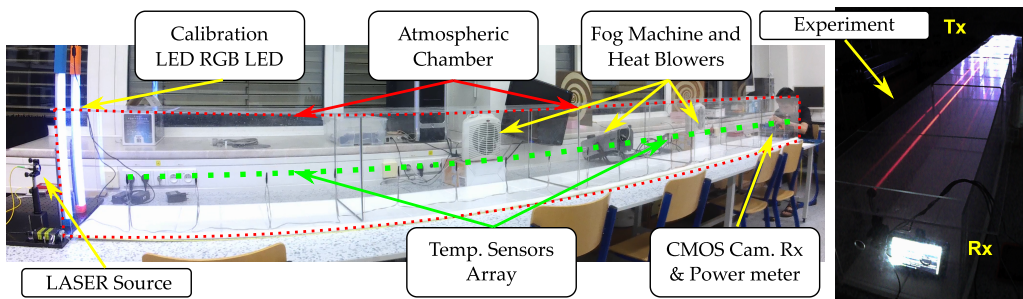 Calibration
LED RGB LED
Atmospheric
Chamber
Fog Machine and
Heat Blowers
Experiment
Tx
LASER Source
Temp. Sensors
Array
CMOS Cam. Rx
& Power meter
Rx